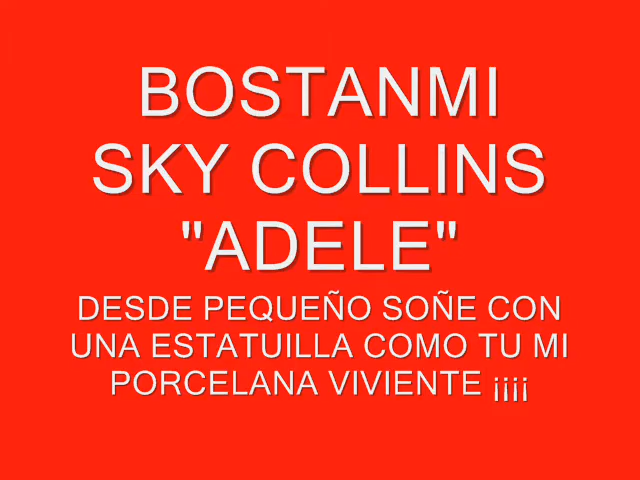 BOSTANMI
SKY COLLINS
"ADELE"
DESDE PEQUEÑO SOÑE CON
UNA ESTATUILLA COMO TU MI
PORCELANA VIVIENTE ¡¡¡¡